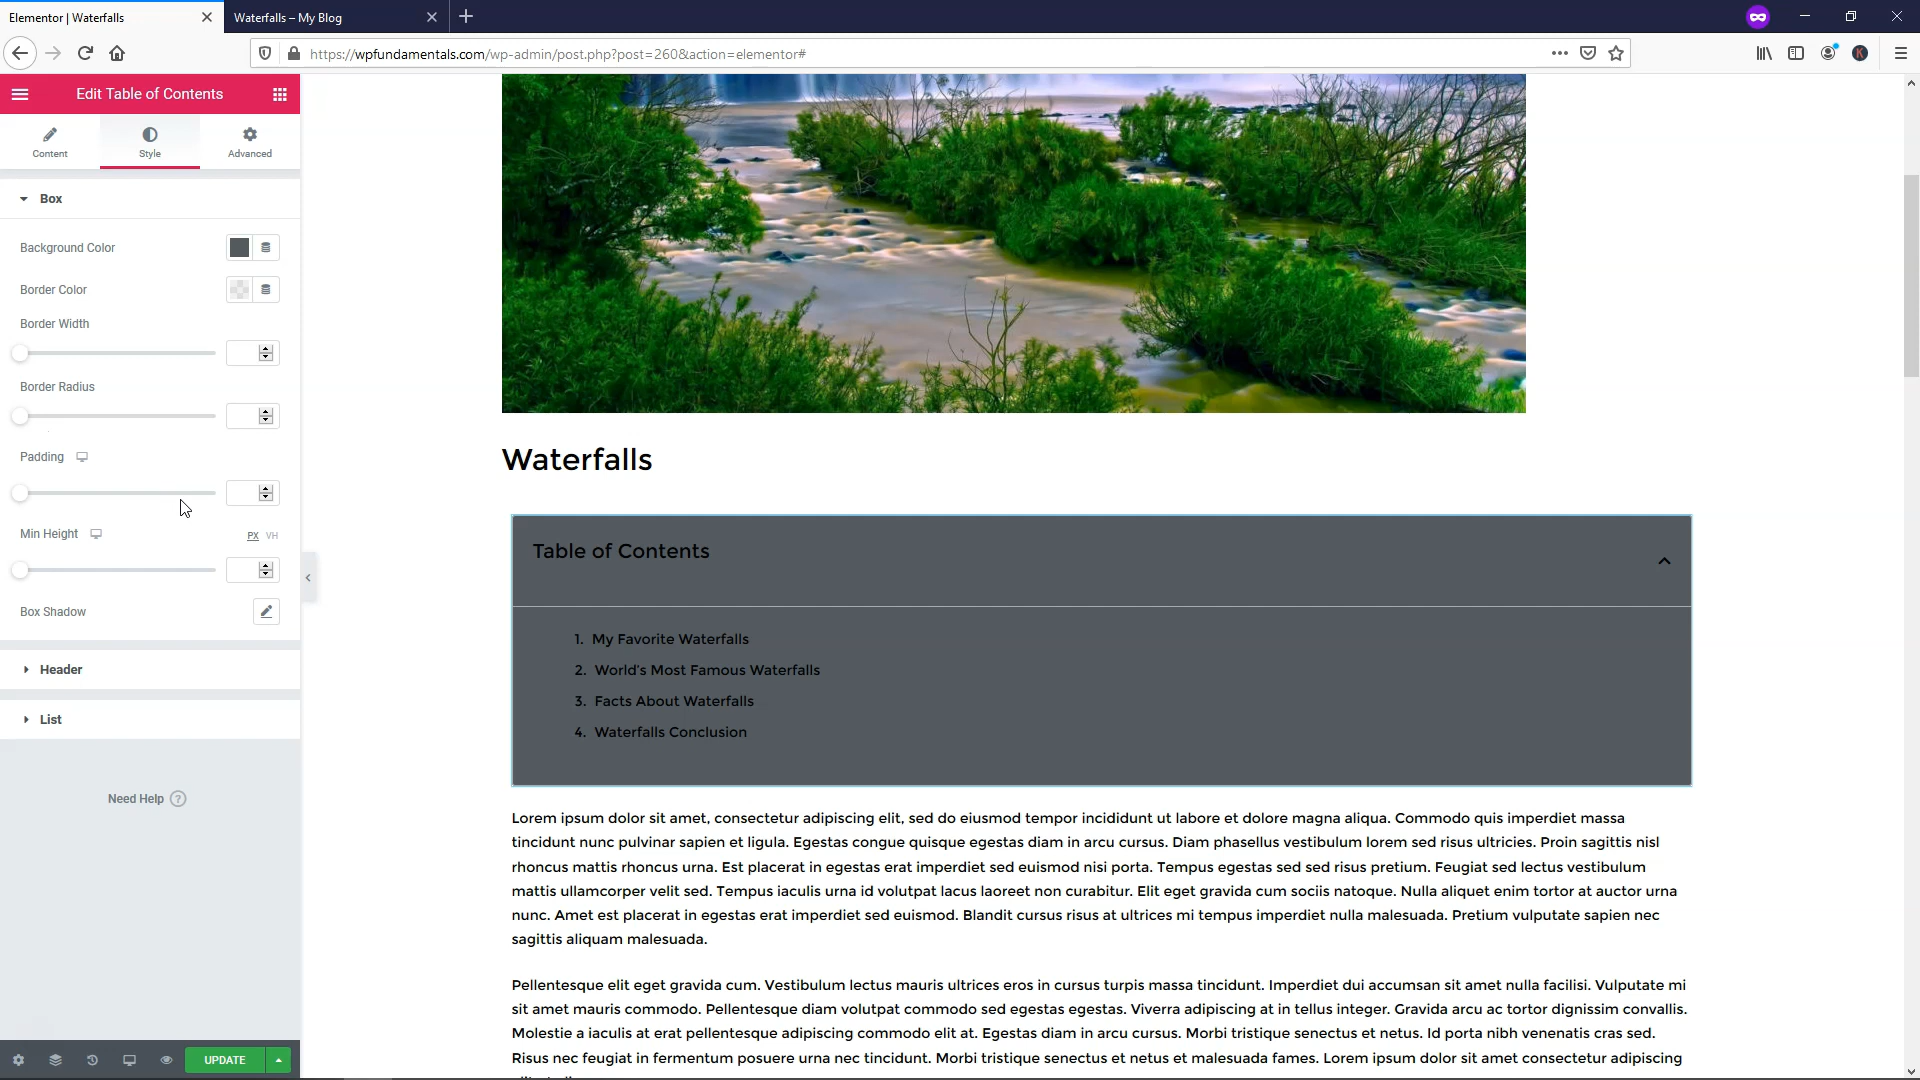 Elementor | Waterfalls
Waterfalls – My Blog
https://wpfundamentals.com/wp-admin/post.php?post=260&action=elementor#
Edit Table of Contents
Content
Style
Advanced
Box
Background Color
Border Color
Border Width
Border Radius
Padding
Min Height
PX VH
Box Shadow
Header
List
Need Help ?
UPDATE
K
Waterfalls
Table of Contents
1. My Favorite Waterfalls
2. World's Most Famous Waterfalls
3. Facts About Waterfalls
4. Waterfalls Conclusion
Lorem ipsum dolor sit amet, consectetur adipiscing elit, sed do eiusmod tempor incididunt ut labore et dolore magna aliqua. Commodo quis imperdiet massa
tincidunt nunc pulvinar sapien et ligula. Egestas congue quisque egestas diam in arcu cursus. Diam phasellus vestibulum lorem sed risus ultricies. Proin sagittis nisl
rhoncus mattis rhoncus urna. Est placerat in egestas erat imperdiet sed euismod nisi porta. Tempus egestas sed sed risus pretium. Feugiat sed lectus vestibulum
mattis ullamcorper velit sed. Tempus iaculis urna id volutpat lacus laoreet non curabitur. Elit eget gravida cum sociis natoque. Nulla aliquet enim tortor at auctor urna
nunc. Amet est placerat in egestas erat imperdiet sed euismod. Blandit cursus risus at ultrices mi tempus imperdiet nulla malesuada. Pretium vulputate sapien nec
sagittis aliquam malesuada.
Pellentesque elit eget gravida cum. Vestibulum lectus mauris ultrices eros in cursus turpis massa tincidunt. Imperdiet dui accumsan sit amet nulla facilisi. Vulputate mi
sit amet mauris commodo. Pellentesque diam volutpat commodo sed egestas egestas. Viverra adipiscing at in tellus integer. Gravida arcu ac tortor dignissim convallis.
Molestie a iaculis at erat pellentesque adipiscing commodo elit at. Egestas diam in arcu cursus. Morbi tristique senectus et netus. Id porta nibh venenatis cras sed.
Risus nec feugiat in fermentum posuere urna nec tincidunt. Morbi tristique senectus et netus et malesuada fames. Lorem ipsum dolor sit amet consectetur adipiscing